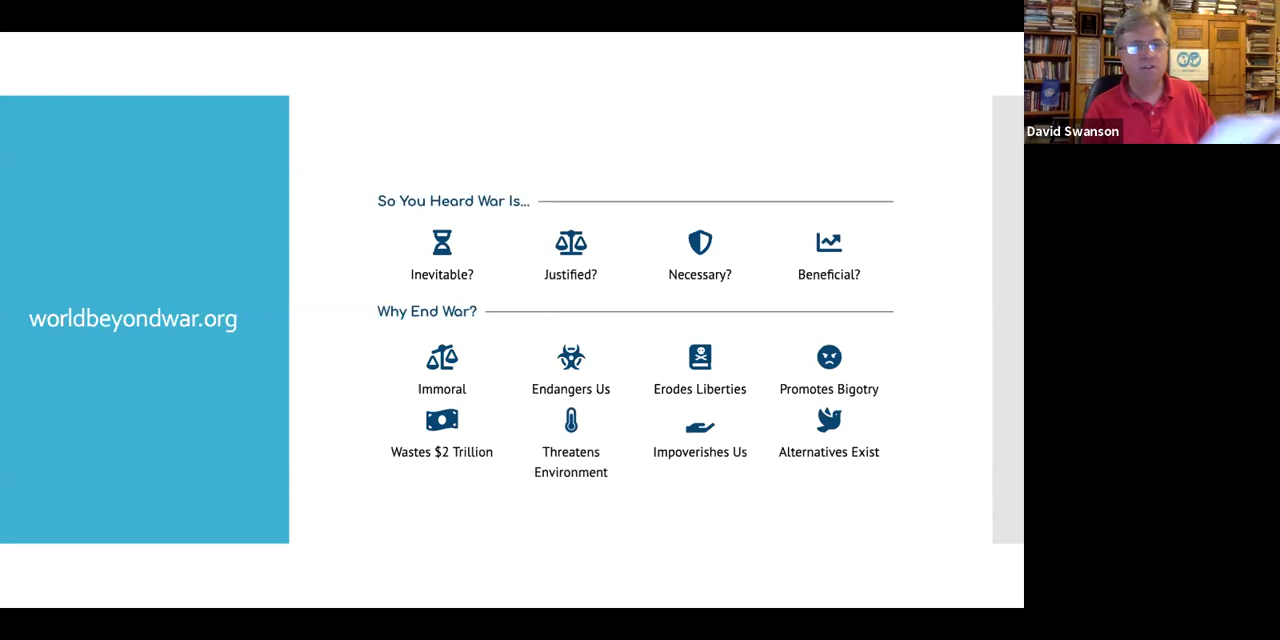 David Swanson
worldbeyondwar.org
So You Heard War Is...
Inevitable?
Justified?
Necessary?
Beneficial?
Why End War?
Immoral
Endangers Us
Erodes Liberties
Promotes Bigotry
Wastes $2 Trillion
Threatens
Environment
Impoverishes Us
Alternatives Exist